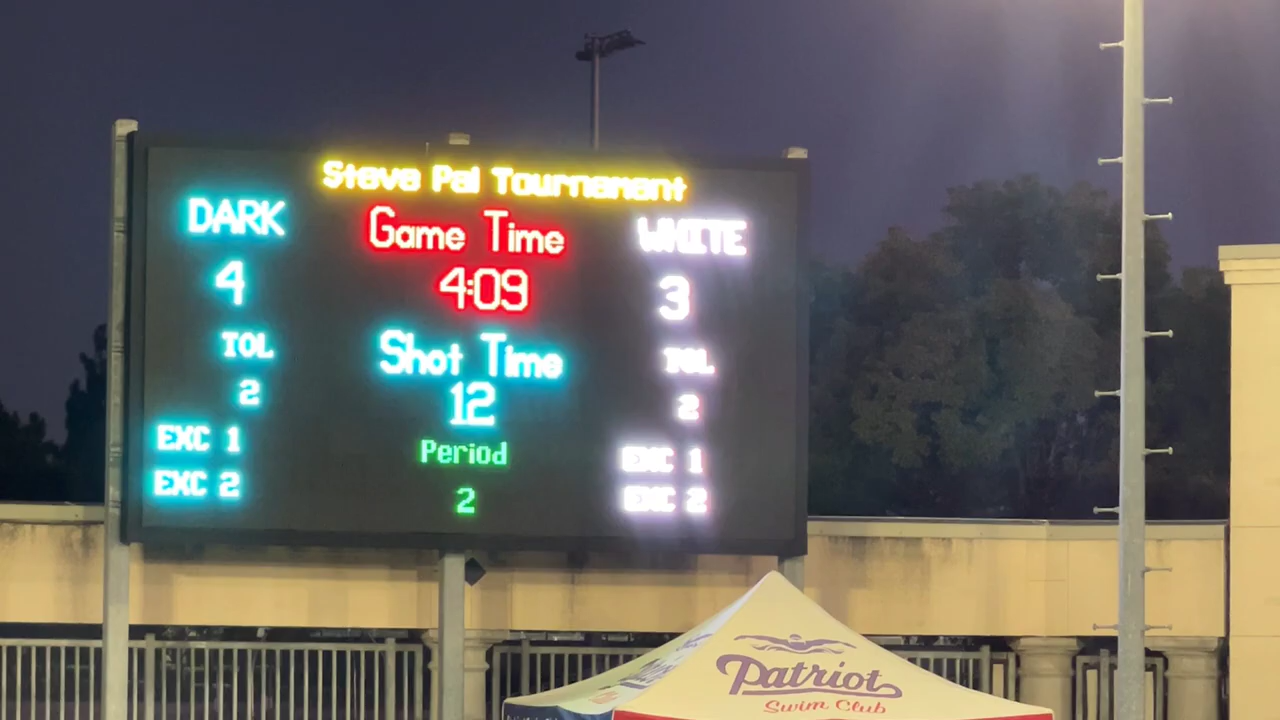 Steve Pal Tournament
DARK
Game Time
WHITE
4
4:09
3
TOL
Shot Time
TOL
2
12
2
EXC 1
Period
EXC 1
EXC 2
2
EXC 2
Patriot
Swim Club